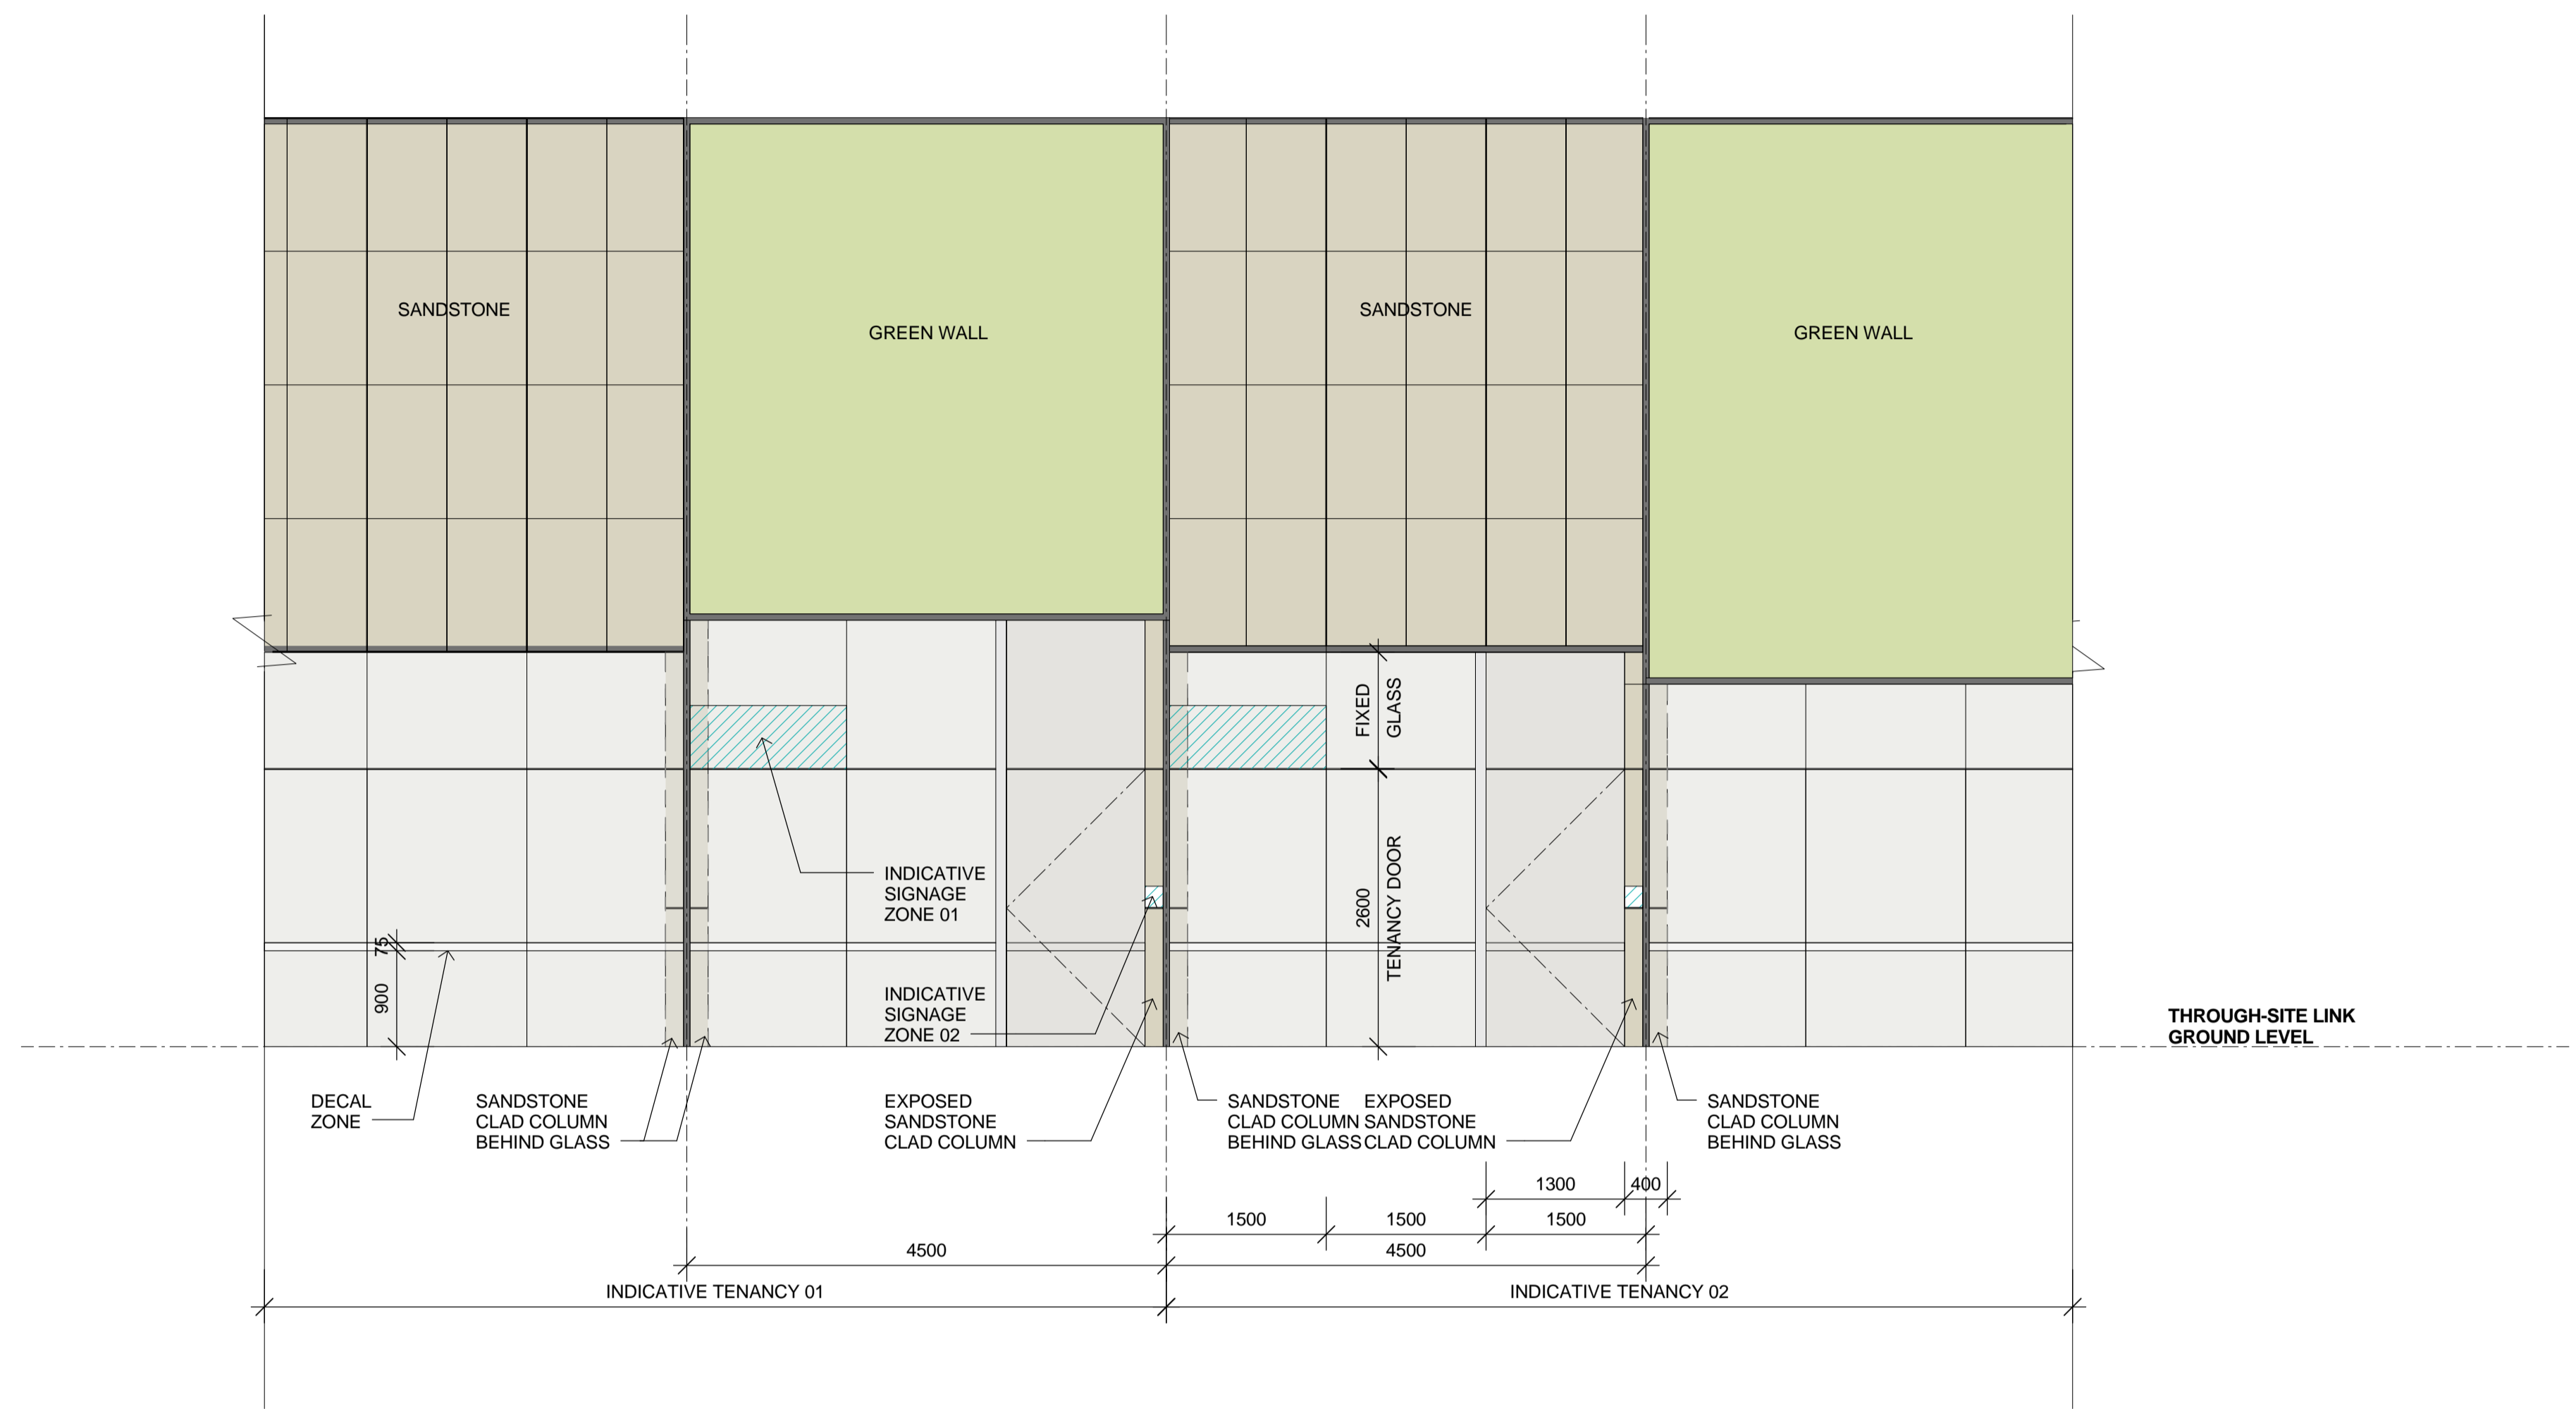 SANDSTONE
GREEN WALL
SANDSTONE
GREEN WALL
FIXED
GLASS
INDICATIVE
SIGNAGE
ZONE 01
2600
TENANCY DOOR
75
900
INDICATIVE
SIGNAGE
ZONE 02
THROUGH-SITE LINK
GROUND LEVEL
DECAL
ZONE
SANDSTONE
CLAD COLUMN
BEHIND GLASS
EXPOSED
SANDSTONE
CLAD COLUMN
SANDSTONE
CLAD COLUMN
BEHIND GLASS
EXPOSED
SANDSTONE
CLAD COLUMN
SANDSTONE
CLAD COLUMN
BEHIND GLASS
1300
400
1500
1500
1500
4500
4500
INDICATIVE TENANCY 01
INDICATIVE TENANCY 02